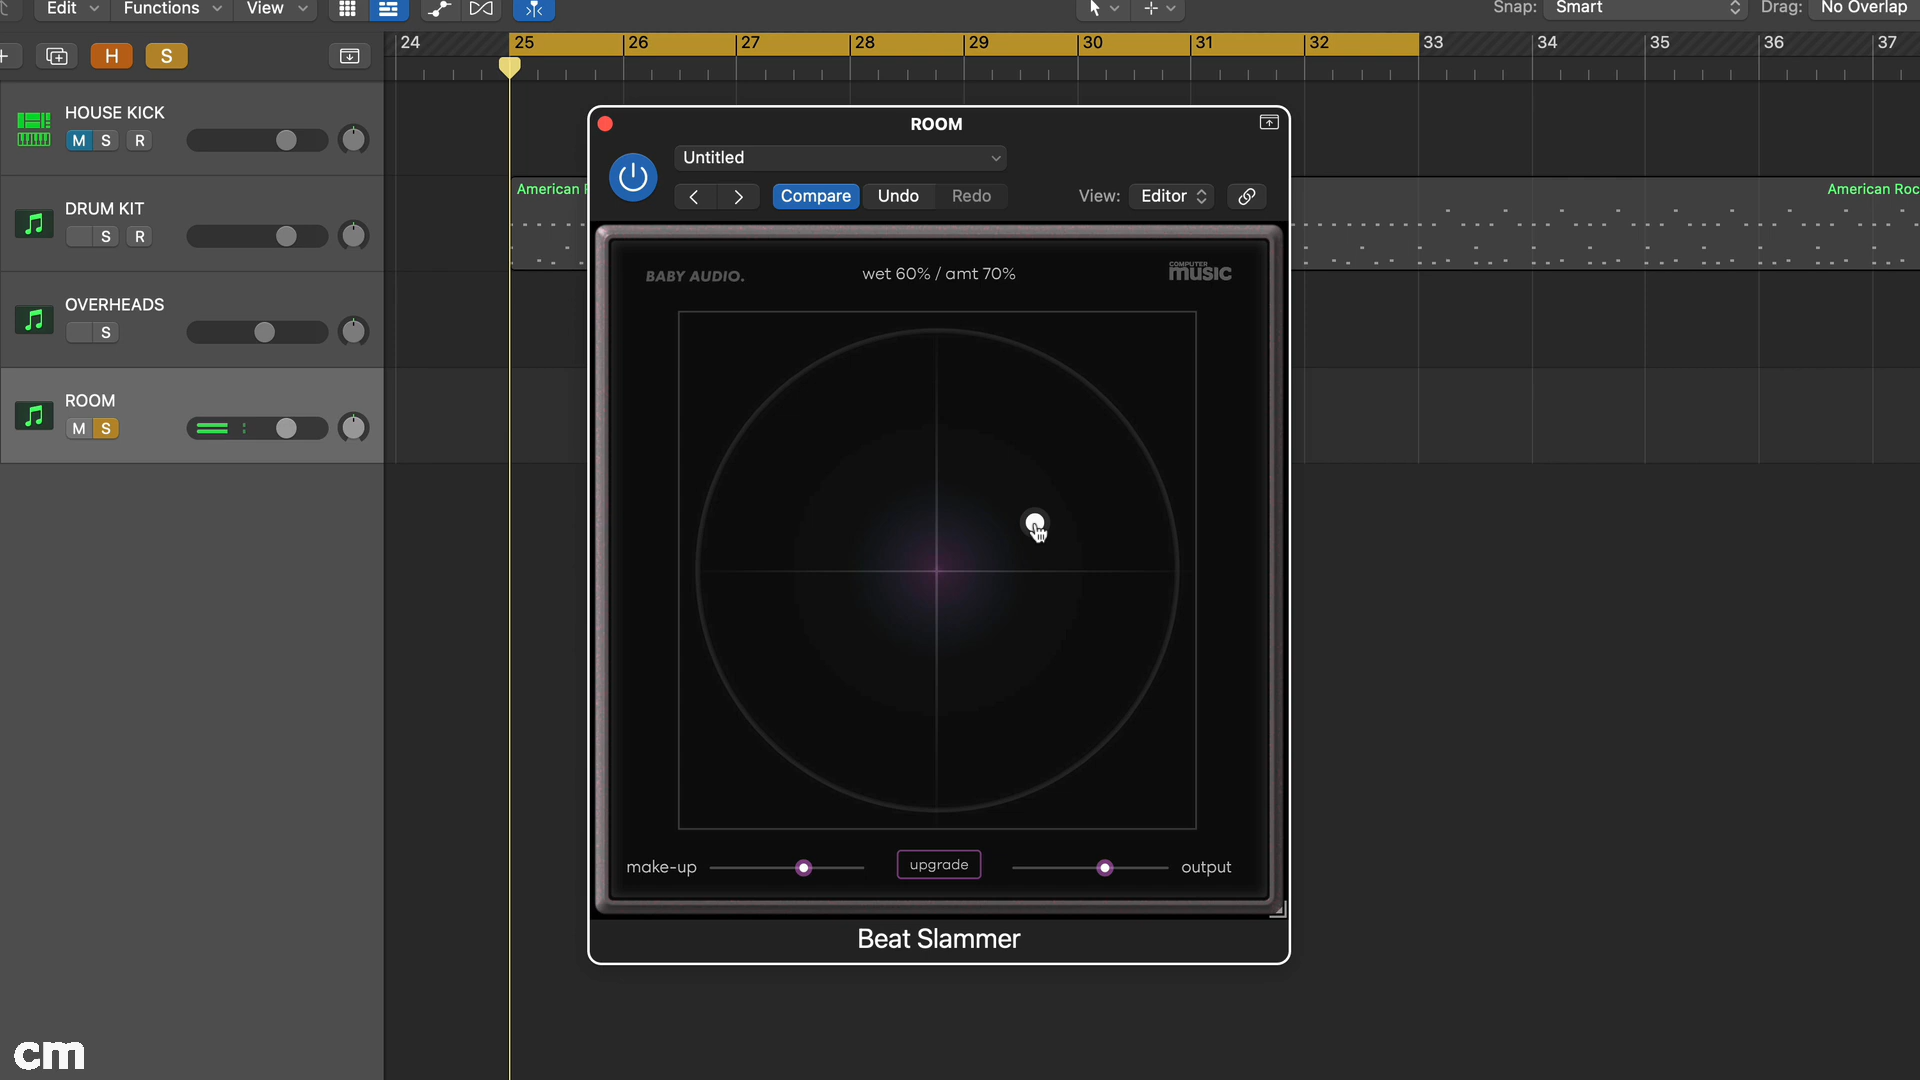 Edit Functions View Snap: Smart Drag: No Overlap
H S
24 25 26 27 28 29 30 31 32 33 34 35 36 37
HOUSE KICK
M S R
DRUM KIT
S R
OVERHEADS
S
ROOM
M S
American
American Roc
ROOM
Untitled
Compare Undo Redo View: Editor
BABY AUDIO. wet 60% / amt 70% COMPUTER music
make-up upgrade output
Beat Slammer
cm